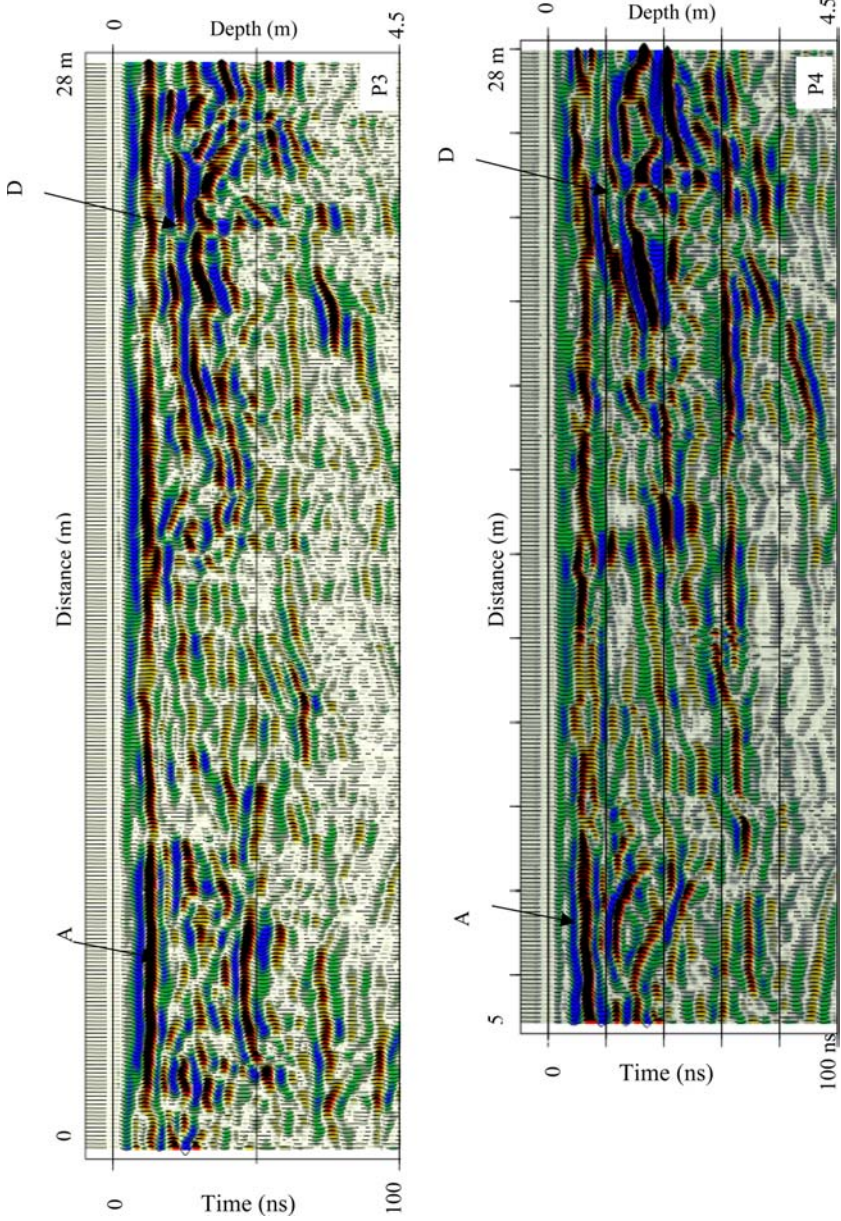 D
A
0
Distance (m)
28 m
0
Depth (m)
4.5
0
Time (ns)
100
P3
D
A
5
Distance (m)
28 m
0
Depth (m)
4.5
0
Time (ns)
100 ns
P4